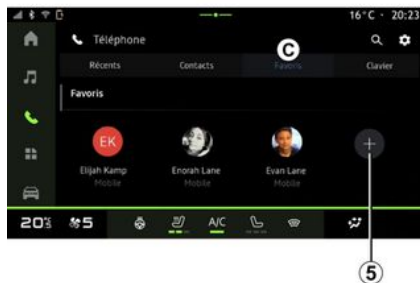 16°C · 20:23
Téléphone
C
Récents Contacts Favoris Clavier
Favoris
EK
Elijah Kamp Enorah Lane Evan Lane
Mobile Mobile Mobile
5 A/C
5